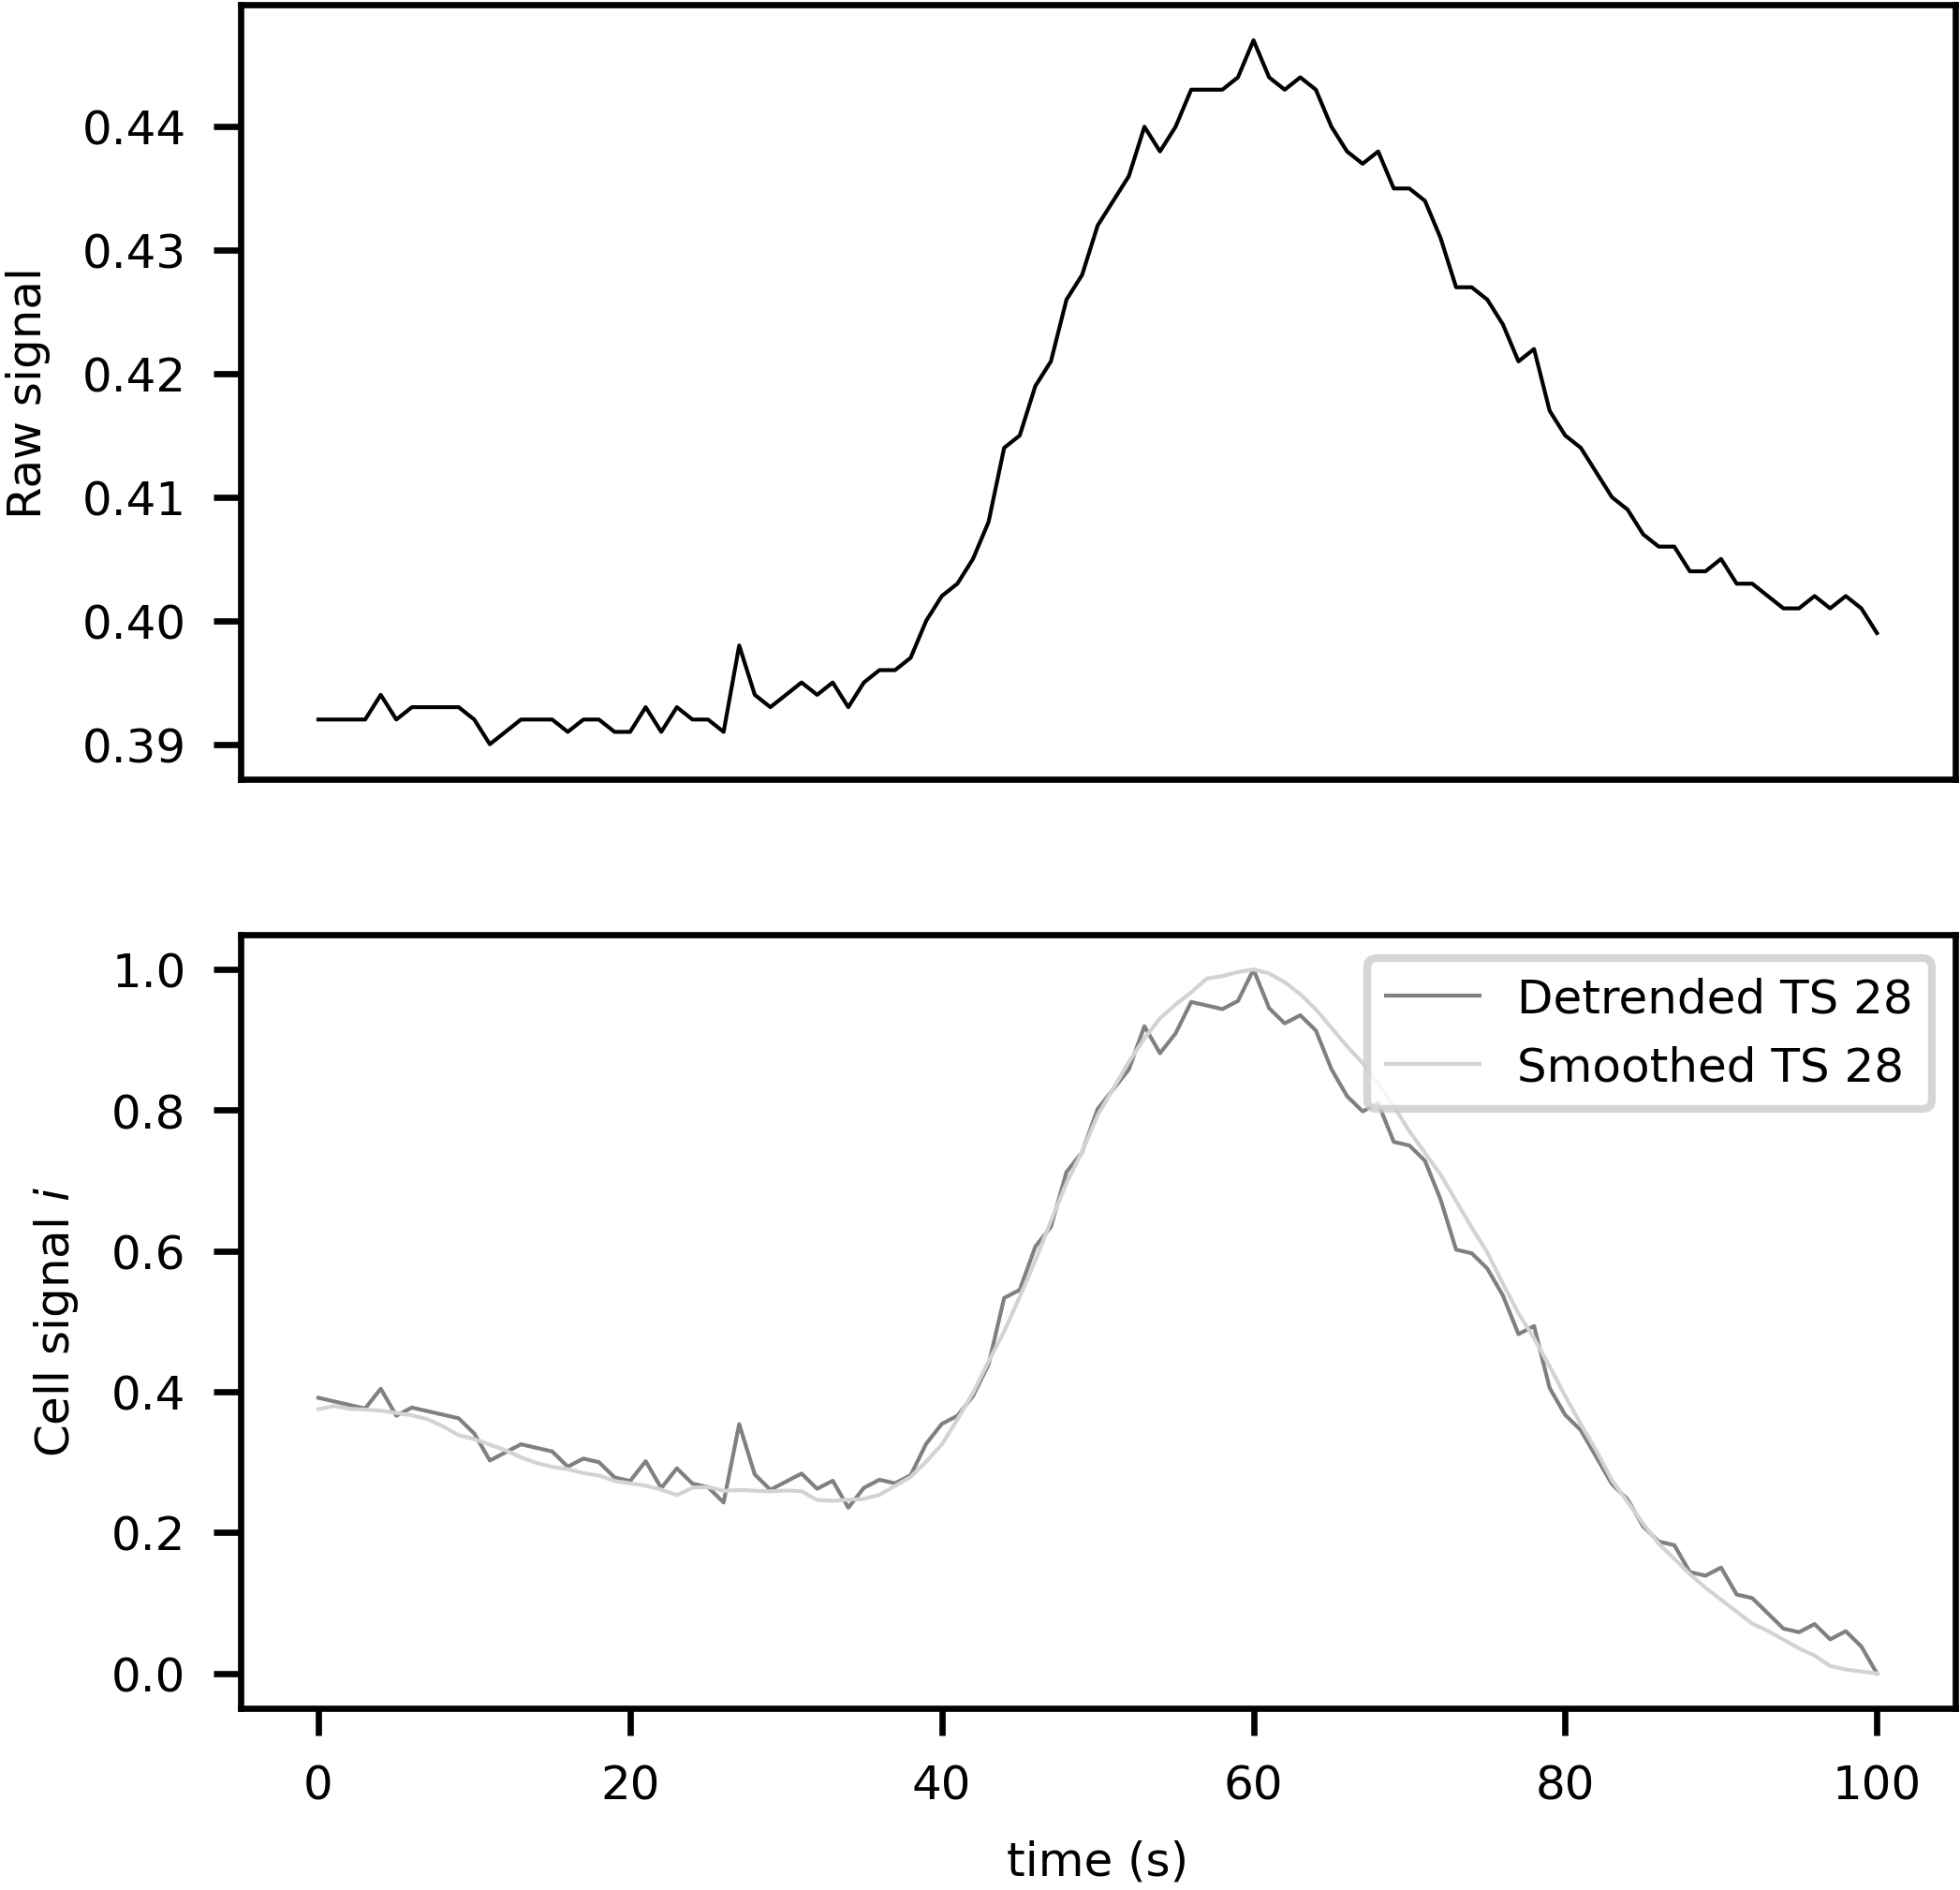 Raw signal
0.44
0.43
0.42
0.41
0.40
0.39
Cell signal i
1.0
0.8
0.6
0.4
0.2
0.0
Detrended TS 28
Smoothed TS 28
0 20 40 60 80 100
time (s)